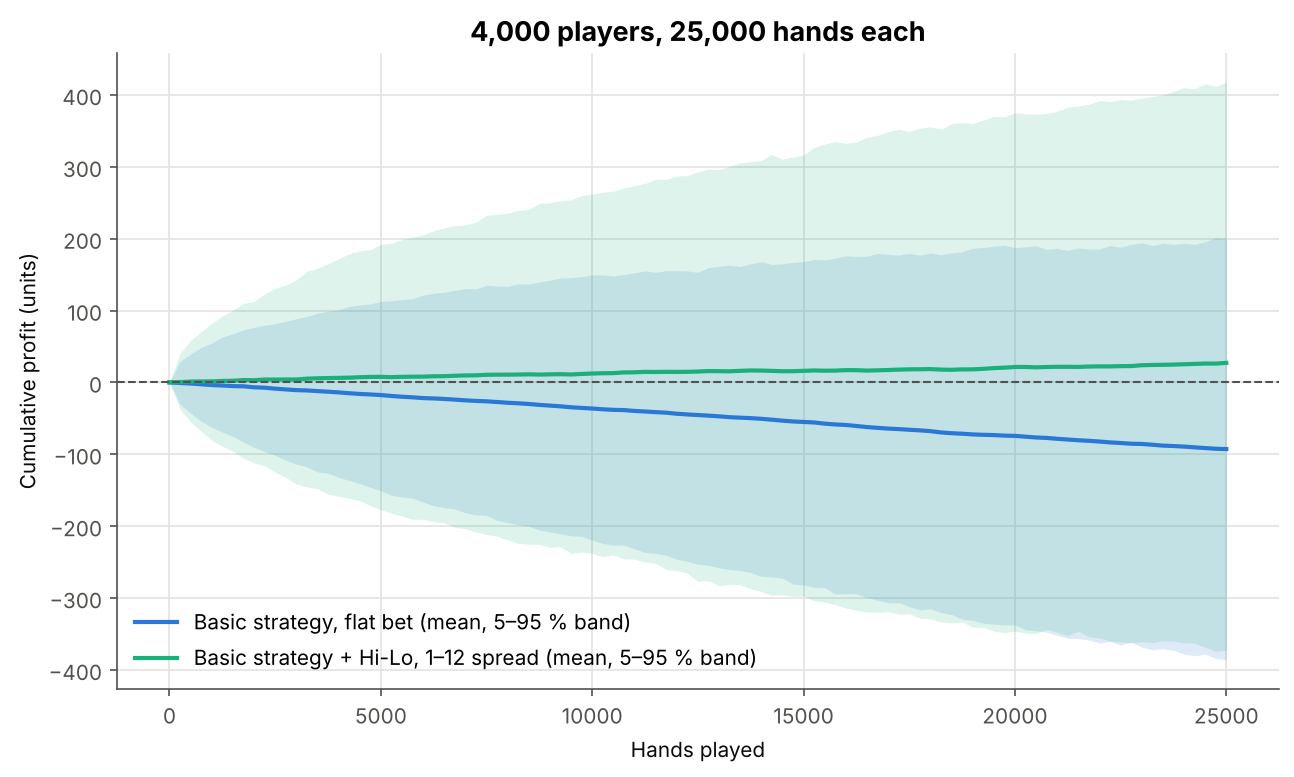 4,000 players, 25,000 hands each
Cumulative profit (units)
400
300
200
100
0
−100
−200
−300
−400
Basic strategy, flat bet (mean, 5–95 % band)
Basic strategy + Hi-Lo, 1–12 spread (mean, 5–95 % band)
0 5000 10000 15000 20000 25000
Hands played